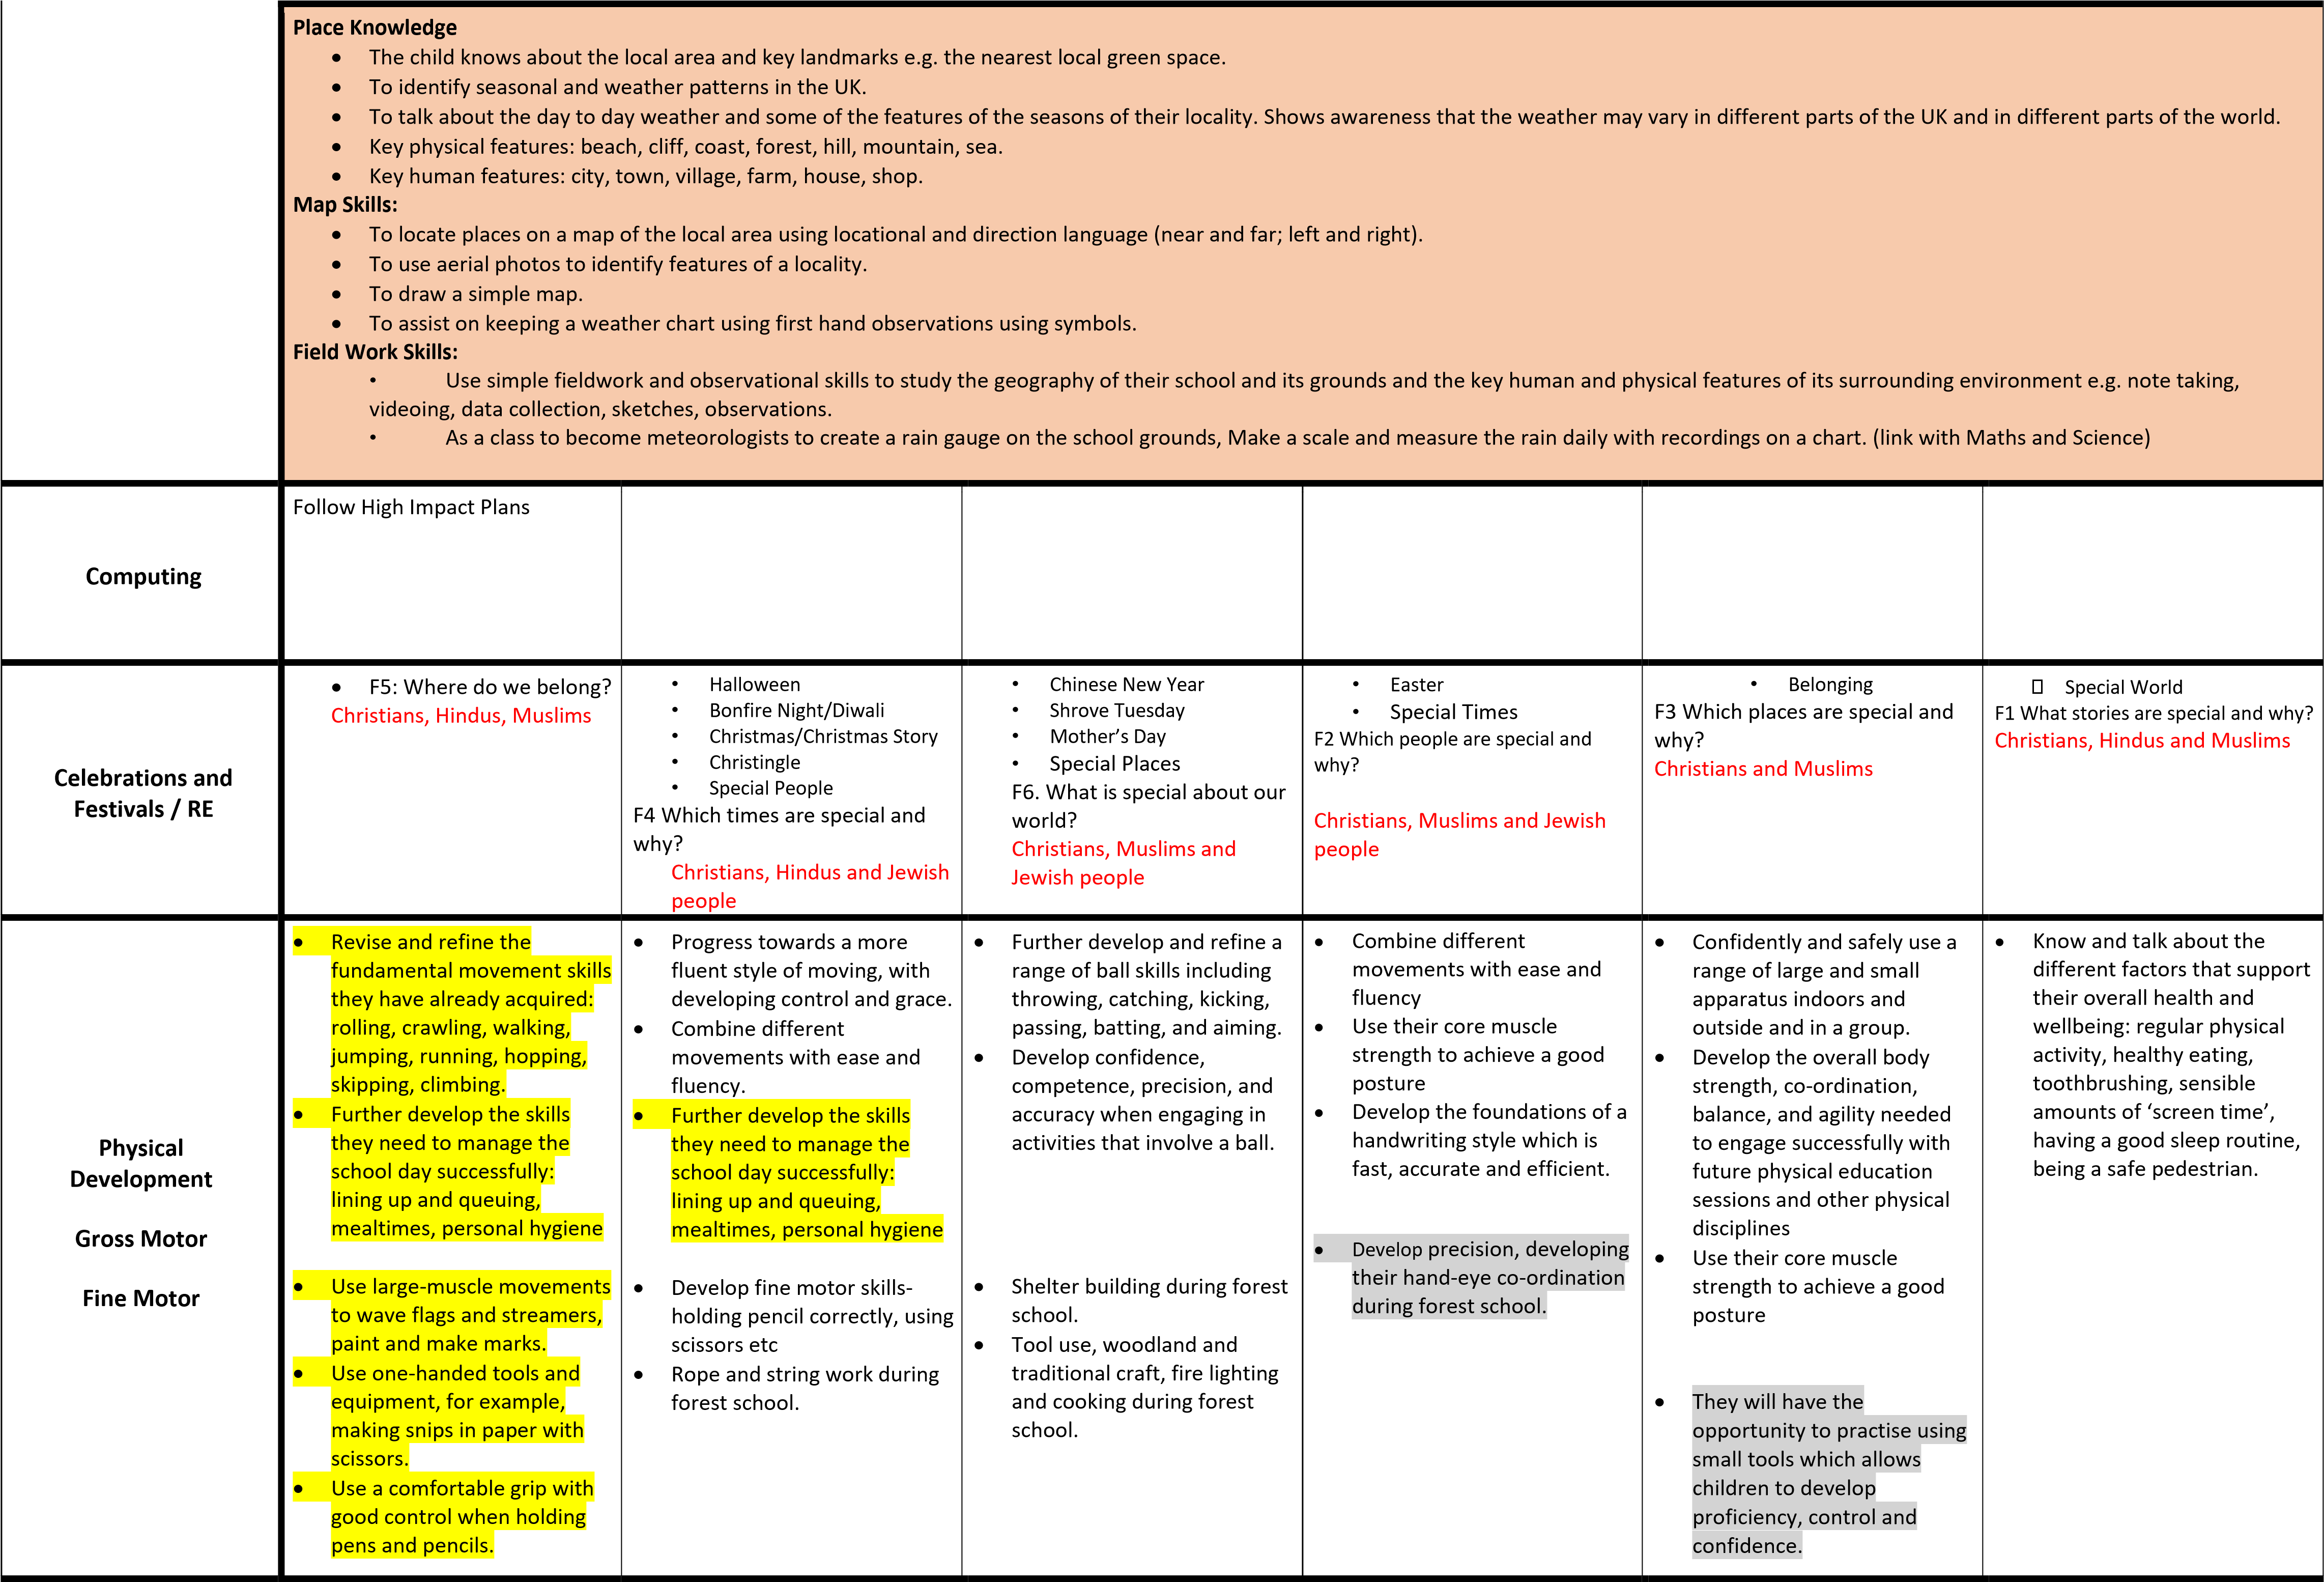 Place Knowledge
• The child knows about the local area and key landmarks e.g. the nearest local green space.
• To identify seasonal and weather patterns in the UK.
• To talk about the day to day weather and some of the features of the seasons of their locality. Shows awareness that the weather may vary in different parts of the UK and in different parts of the world.
• Key physical features: beach, cliff, coast, forest, hill, mountain, sea.
• Key human features: city, town, village, farm, house, shop.
Map Skills:
• To locate places on a map of the local area using locational and direction language (near and far; left and right).
• To use aerial photos to identify features of a locality.
• To draw a simple map.
• To assist on keeping a weather chart using first hand observations using symbols.
Field Work Skills:
• Use simple fieldwork and observational skills to study the geography of their school and its grounds and the key human and physical features of its surrounding environment e.g. note taking,
videoing, data collection, sketches, observations.
• As a class to become meteorologists to create a rain gauge on the school grounds, Make a scale and measure the rain daily with recordings on a chart. (link with Maths and Science)
Computing
Follow High Impact Plans
Celebrations and
Festivals / RE
• F5: Where do we belong?
Christians, Hindus, Muslims
• Halloween
• Bonfire Night/Diwali
• Christmas/Christmas Story
• Christingle
• Special People
F4 Which times are special and
why?
Christians, Hindus and Jewish
people
• Chinese New Year
• Shrove Tuesday
• Mother’s Day
• Special Places
F6. What is special about our
world?
Christians, Muslims and
Jewish people
• Easter
• Special Times
F2 Which people are special and
why?
Christians, Muslims and Jewish
people
• Belonging
F3 Which places are special and
why?
Christians and Muslims
Special World
F1 What stories are special and why?
Christians, Hindus and Muslims
Physical
Development
Gross Motor
Fine Motor
• Revise and refine the
fundamental movement skills
they have already acquired:
rolling, crawling, walking,
jumping, running, hopping,
skipping, climbing.
• Further develop the skills
they need to manage the
school day successfully:
lining up and queuing,
mealtimes, personal hygiene
• Use large-muscle movements
to wave flags and streamers,
paint and make marks.
• Use one-handed tools and
equipment, for example,
making snips in paper with
scissors.
• Use a comfortable grip with
good control when holding
pens and pencils.
• Progress towards a more
fluent style of moving, with
developing control and grace.
• Combine different
movements with ease and
fluency.
• Further develop the skills
they need to manage the
school day successfully:
lining up and queuing,
mealtimes, personal hygiene
• Develop fine motor skills-
holding pencil correctly, using
scissors etc
• Rope and string work during
forest school.
• Further develop and refine a
range of ball skills including
throwing, catching, kicking,
passing, batting, and aiming.
• Develop confidence,
competence, precision, and
accuracy when engaging in
activities that involve a ball.
• Shelter building during forest
school.
• Tool use, woodland and
traditional craft, fire lighting
and cooking during forest
school.
• Combine different
movements with ease and
fluency
• Use their core muscle
strength to achieve a good
posture
• Develop the foundations of a
handwriting style which is
fast, accurate and efficient.
• Develop precision, developing
their hand-eye co-ordination
during forest school.
• Confidently and safely use a
range of large and small
apparatus indoors and
outside and in a group.
• Develop the overall body
strength, co-ordination,
balance, and agility needed
to engage successfully with
future physical education
sessions and other physical
disciplines
• Use their core muscle
strength to achieve a good
posture
• They will have the
opportunity to practise using
small tools which allows
children to develop
proficiency, control and
confidence.
• Know and talk about the
different factors that support
their overall health and
wellbeing: regular physical
activity, healthy eating,
toothbrushing, sensible
amounts of ‘screen time’,
having a good sleep routine,
being a safe pedestrian.